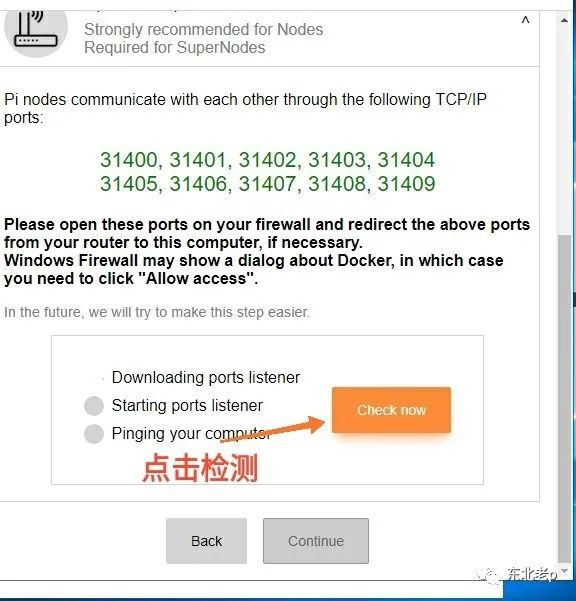 Strongly recommended for Nodes
Required for SuperNodes
Pi nodes communicate with each other through the following TCP/IP
ports:
31400, 31401, 31402, 31403, 31404
31405, 31406, 31407, 31408, 31409
Please open these ports on your firewall and redirect the above ports
from your router to this computer, if necessary.
Windows Firewall may show a dialog about Docker, in which case
you need to click "Allow access".
In the future, we will try to make this step easier.
Downloading ports listener
Starting ports listener
Check now
Pinging your computer
点击检测
Back
Continue
东北老p